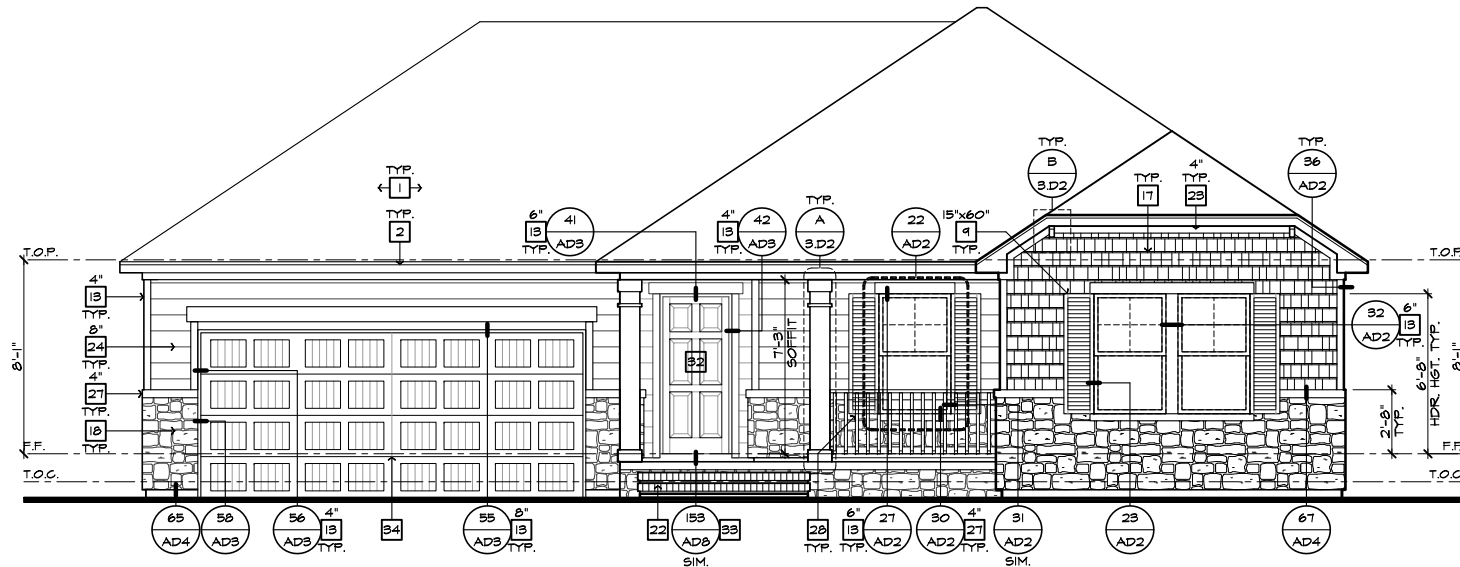 TYP.
1
TYP.
2
6"
13
TYP.
41
AD3
4"
13
TYP.
42
AD3
TYP.
A
3.D2
22
AD2
15"x60"
9
TYP.
B
3.D2
TYP.
17
4"
23
TYP.
36
AD2
T.O.P.
T.O.P.
4"
13
TYP.
8"
24
TYP.
4"
27
TYP.
18
8'-1"
F.F.
T.O.C.
32
7'-3"
SOFFIT
32
AD2
6"
13
TYP.
6'-8"
HDR. HGT. TYP.
8'-1"
2'-8"
TYP.
F.F.
T.O.C
65
AD4
58
AD3
56
AD3
4"
13
TYP.
34
55
AD3
8"
13
TYP.
22
153
AD8
SIM.
33
28
TYP.
6"
13
TYP.
27
AD2
30
AD2
4"
27
TYP.
31
AD2
SIM.
23
AD2
67
AD4